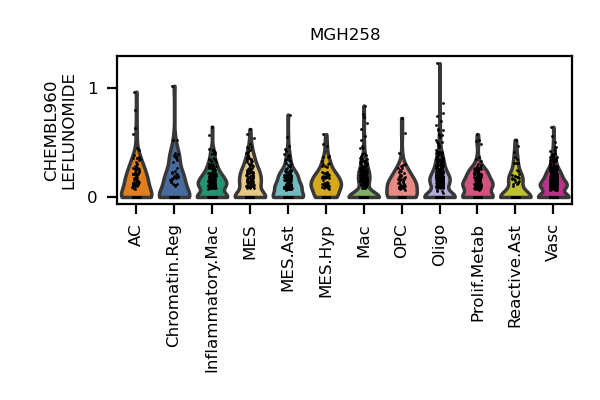 MGH258
CHEMBL960
LEFLUNOMIDE
1
0
AC
Chromatin.Reg
Inflammatory.Mac
MES
MES.Ast
MES.Hyp
Mac
OPC
Oligo
Prolif.Metab
Reactive.Ast
Vasc